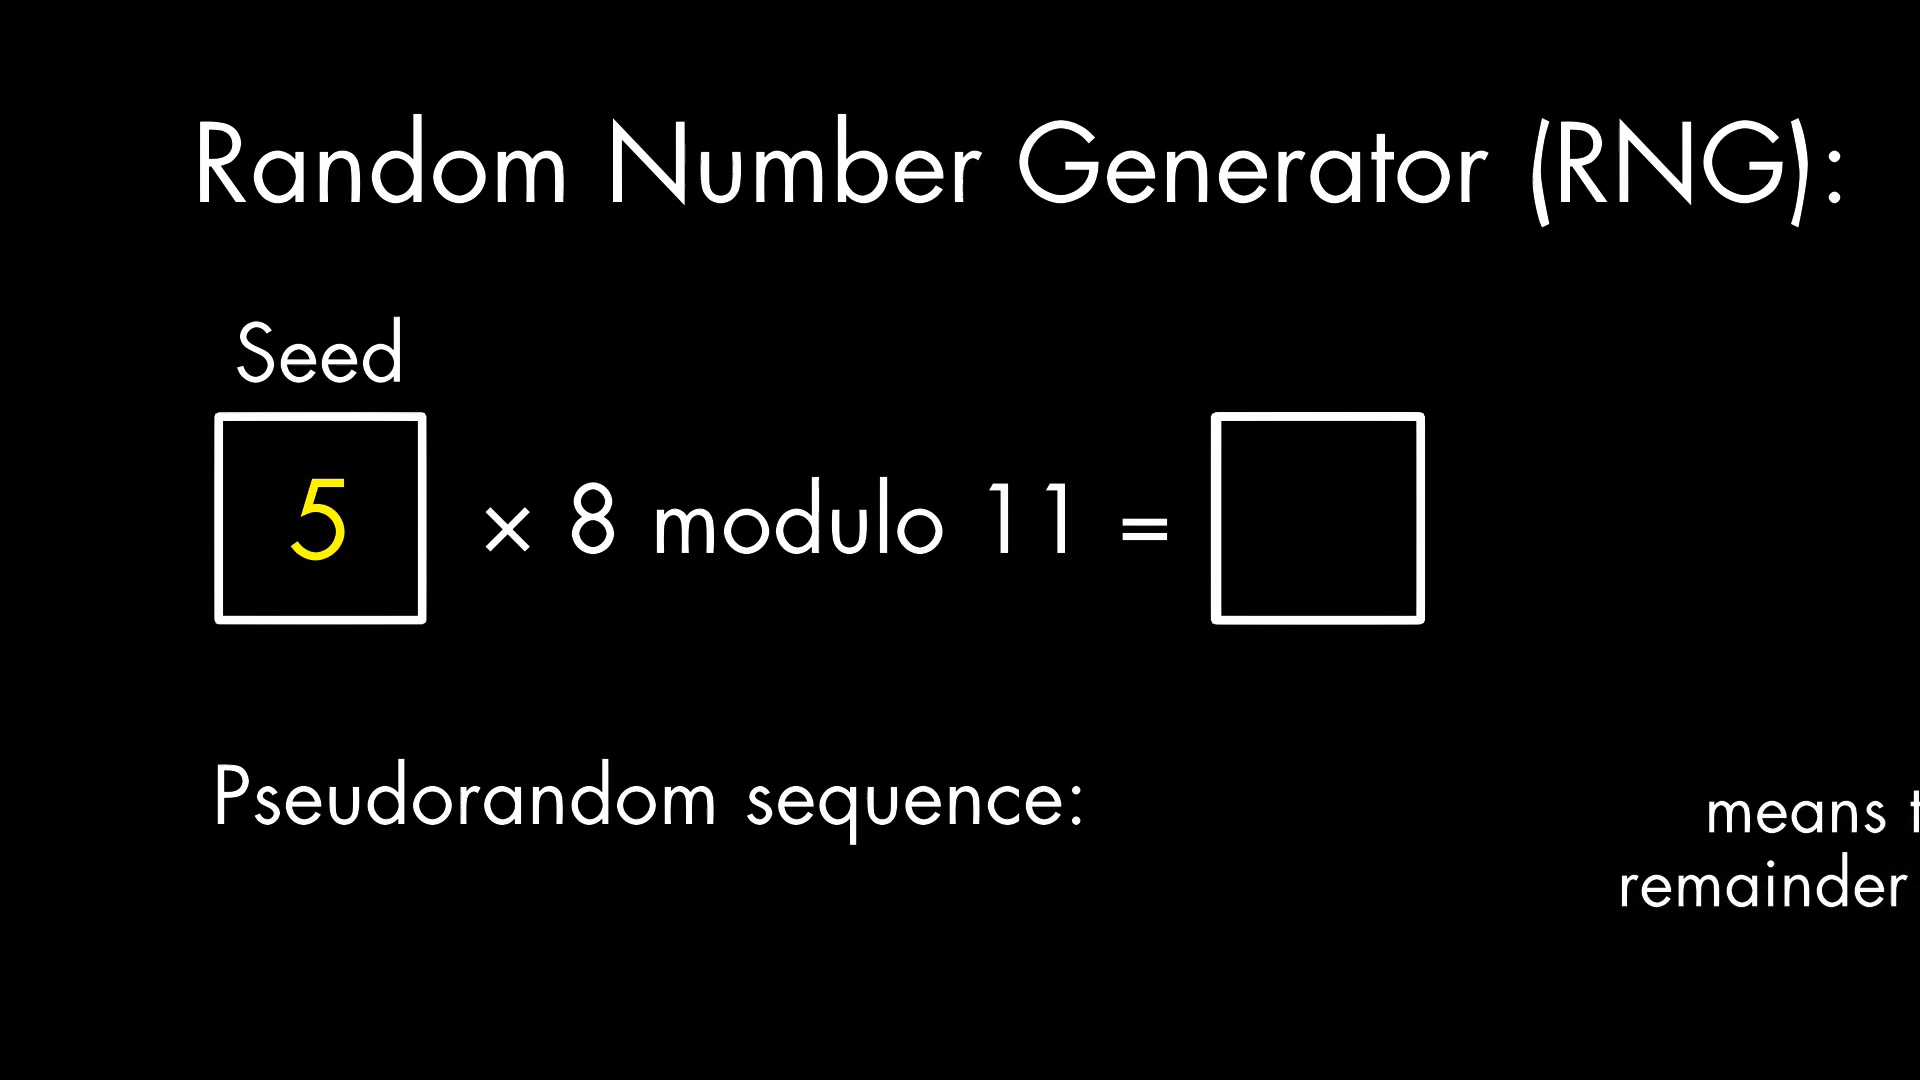 Random Number Generator (RNG):
Seed
5 × 8 modulo 11 =
Pseudorandom sequence:
means
remainder